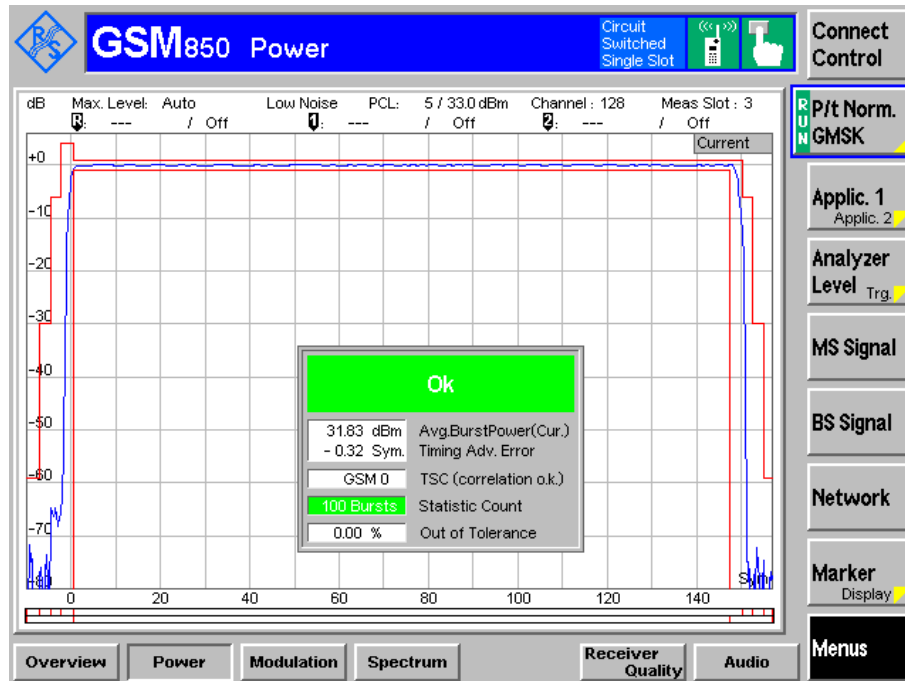 R&S
GSM850 Power
Circuit
Switched
Single Slot
Connect
Control
dB Max. Level: Auto Low Noise PCL: 5 / 33.0 dBm Channel : 128 Meas Slot : 3
R: --- / Off 1: --- / Off 2: --- / Off
Current
RUN
P/t Norm.
GMSK
+0
-10
-20
-30
-40
-50
-60
-70
-80
Applic. 1
Applic. 2
Analyzer
Level Trg.
MS Signal
BS Signal
Network
Marker
Display
Menus
Ok
31.83 dBm Avg.BurstPower(Cur.)
- 0.32 Sym. Timing Adv. Error
GSM 0 TSC (correlation o.k.)
100 Bursts Statistic Count
0.00 % Out of Tolerance
Sym
0 20 40 60 80 100 120 140
Overview Power Modulation Spectrum Receiver Quality Audio